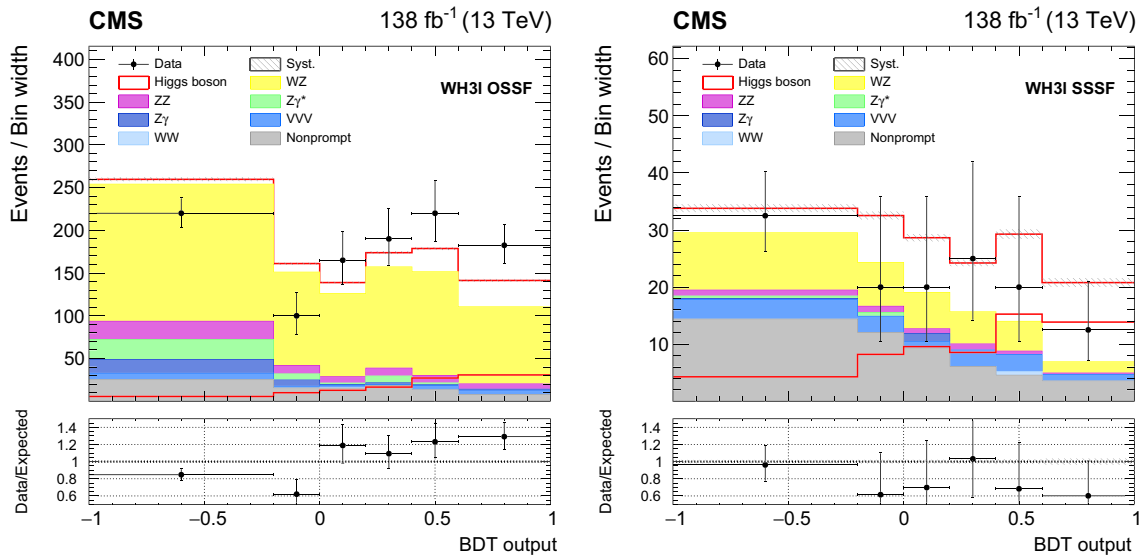 CMS 138 fb⁻¹ (13 TeV)
Events / Bin width
400
350
300
250
200
150
100
50
Data Syst.
Higgs boson WZ
ZZ Zγ*
Zγ VVV
WW Nonprompt
WH3l OSSF
Data/Expected
1.4
1.2
1
0.8
0.6
−1 −0.5 0 0.5 1
BDT output
CMS 138 fb⁻¹ (13 TeV)
Events / Bin width
60
50
40
30
20
10
Data Syst.
Higgs boson WZ
ZZ Zγ*
Zγ VVV
WW Nonprompt
WH3l SSSF
Data/Expected
1.4
1.2
1
0.8
0.6
−1 −0.5 0 0.5 1
BDT output